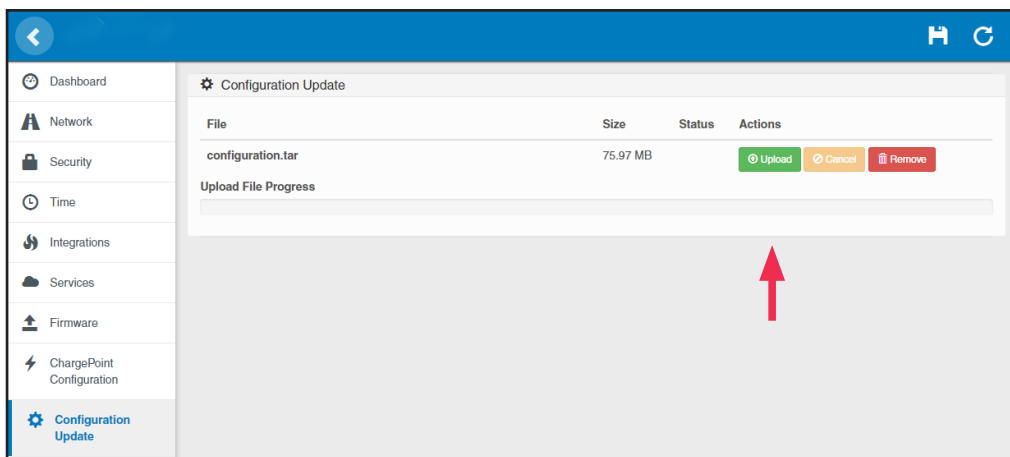 Dashboard
Network
Security
Time
Integrations
Services
Firmware
ChargePoint
Configuration
Configuration
Update
Configuration Update
File Size Status Actions
configuration.tar 75.97 MB Upload Cancel Remove
Upload File Progress